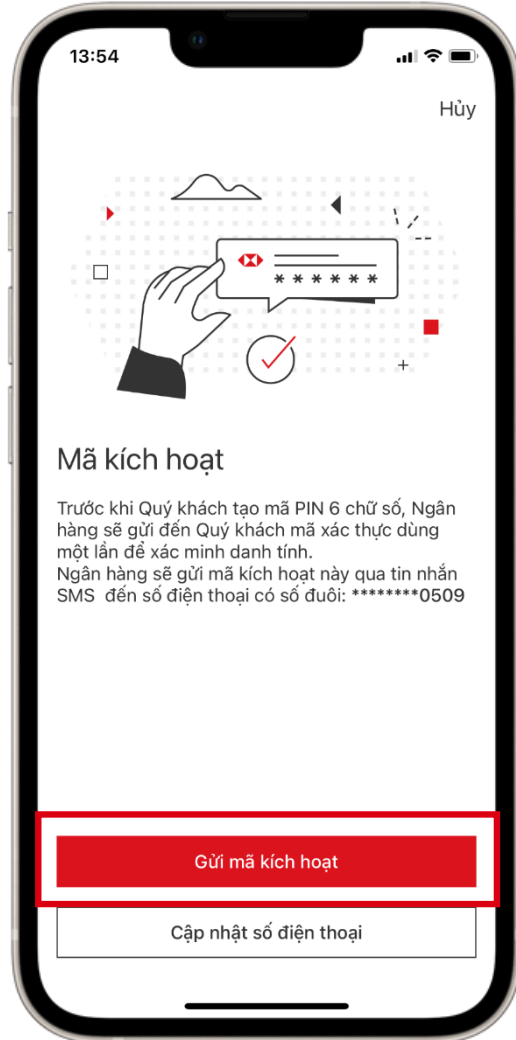 13:54
Hủy
******
Mã kích hoạt
Trước khi Quý khách tạo mã PIN 6 chữ số, Ngân
hàng sẽ gửi đến Quý khách mã xác thực dùng
một lần để xác minh danh tính.
Ngân hàng sẽ gửi mã kích hoạt này qua tin nhắn
SMS đến số điện thoại có số đuôi: ********0509
Gửi mã kích hoạt
Cập nhật số điện thoại